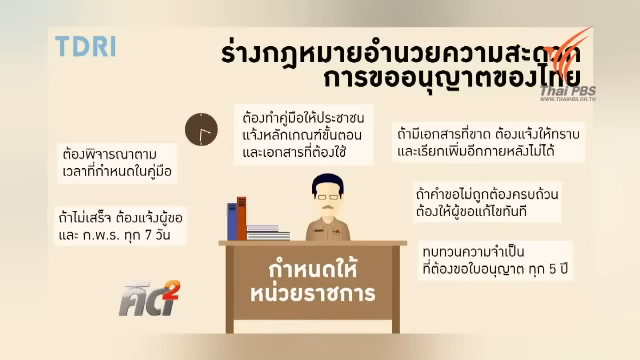 TDRI
ร่างกฎหมายอำนวยความสะดวก
การขออนุญาตของไทย
Thai PBS
WWW.THAIPBS.OR.TH
ต้องทำคู่มือให้ประชาชน
แจ้งหลักเกณฑ์ขั้นตอน
และเอกสารที่ต้องใช้
ถ้ามีเอกสารที่ขาด ต้องแจ้งให้ทราบ
และเรียกเพิ่มอีกภายหลังไม่ได้
ต้องพิจารณาตาม
เวลาที่กำหนดในคู่มือ
ถ้าคำขอไม่ถูกต้องครบถ้วน
ต้องให้ผู้ขอแก้ไขทันที
ถ้าไม่เสร็จ ต้องแจ้งผู้ขอ
และ ก.พ.ร. ทุก 7 วัน
ทบทวนความจำเป็น
ที่ต้องขอใบอนุญาต ทุก 5 ปี
กำหนดให้
หน่วยราชการ
คิด2